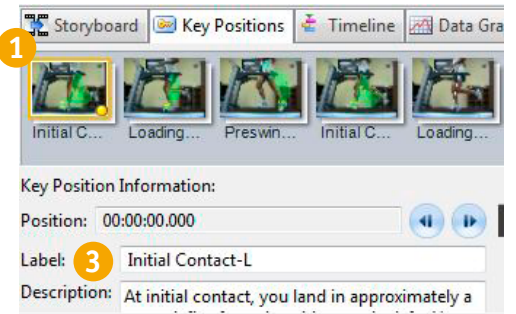 Storyboard Key Positions Timeline Data Gra
1
Initial C... Loading... Preswin... Initial C... Loading...
Key Position Information:
Position: 00:00:00.000
Label: 3 Initial Contact-L
Description: At initial contact, you land in approximately a